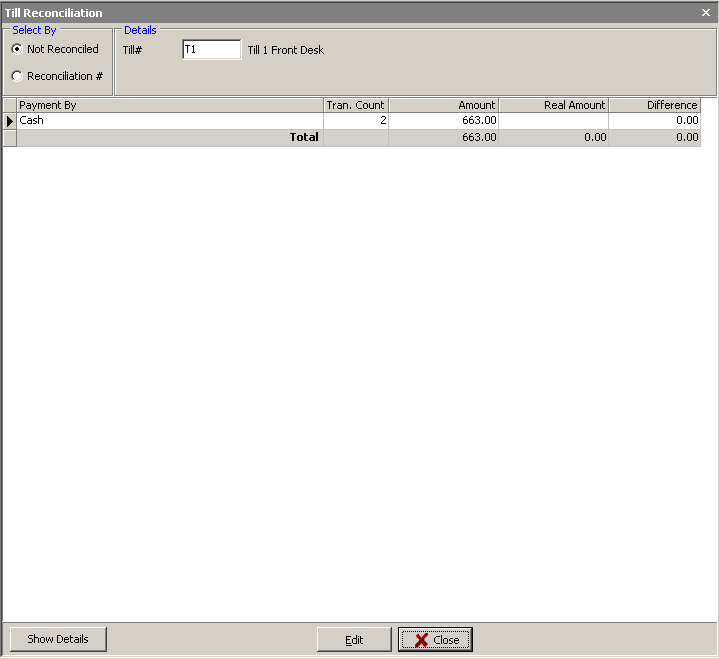 Till Reconciliation
Select By
Not Reconciled
Reconciliation #
Details
Till# T1 Till 1 Front Desk
Payment By Tran. Count Amount Real Amount Difference
Cash 2 663.00 0.00
Total 663.00 0.00 0.00
Show Details Edit Close